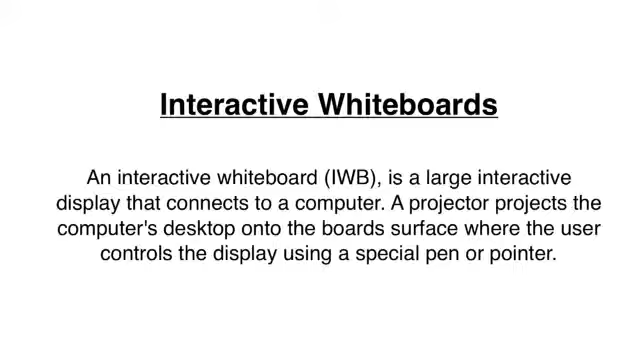 Interactive Whiteboards
An interactive whiteboard (IWB), is a large interactive
display that connects to a computer. A projector projects the
computer's desktop onto the boards surface where the user
controls the display using a special pen or pointer.